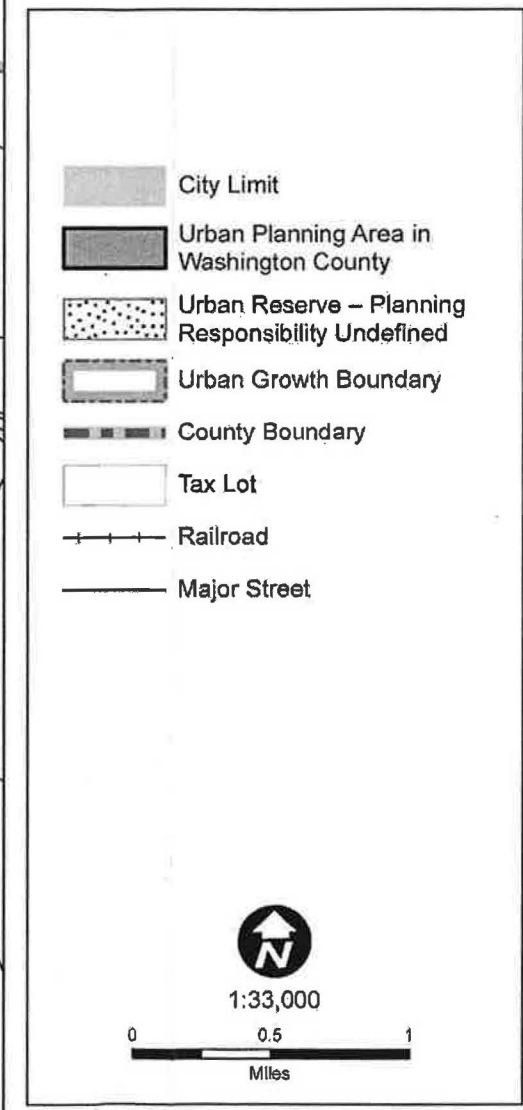 City Limit
Urban Planning Area in
Washington County
Urban Reserve – Planning
Responsibility Undefined
Urban Growth Boundary
County Boundary
Tax Lot
Railroad
Major Street
N
1:33,000
0 0.5 1
Miles